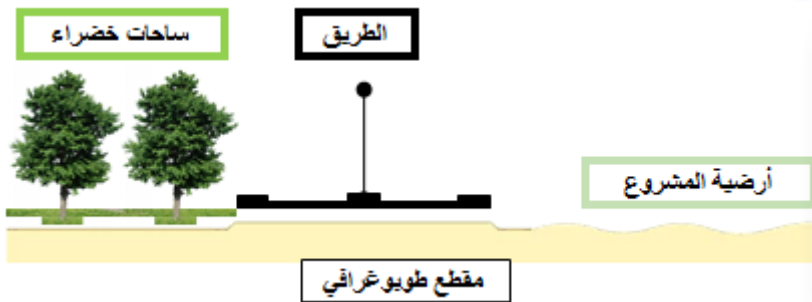 ساحات خضراء
الطريق
أرضية المشروع
مقطع طوبوغرافي